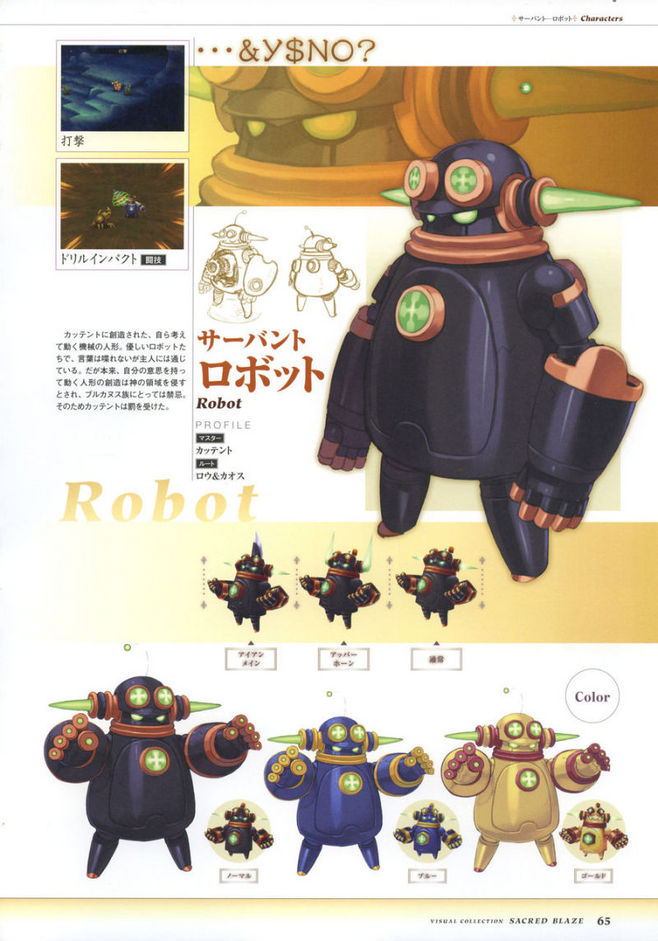 サーバント—ロボット Characters
・・・&Y$NO?
打撃
ドリルインパクト 闘技
カッテントに創造された、自ら考え
て動く機械の人形。優しいロボットた
ちで、言葉は喋れないが主人には通じ
ている。だが本来、自分の意思を持っ
て動く人形の創造は神の領域を侵す
とされ、ブルカヌス族にとっては禁忌。
そのためカッテントは罰を受けた。
サーバント
ロボット
Robot
PROFILE
マスター
カッテント
ルート
ロウ&カオス
Robot
アイアン
メイン
アッパー
ホーン
通常
Color
ノーマル
ブルー
ゴールド
VISUAL COLLECTION SACRED BLAZE 65